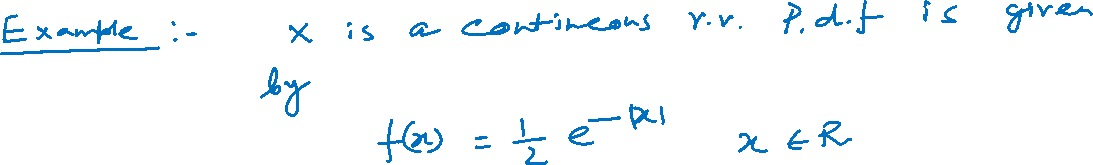 Example :- X is a contineous r.v. P.d.f is given
by
f(x) = 1/2 e^{-|x|} x ∈ R